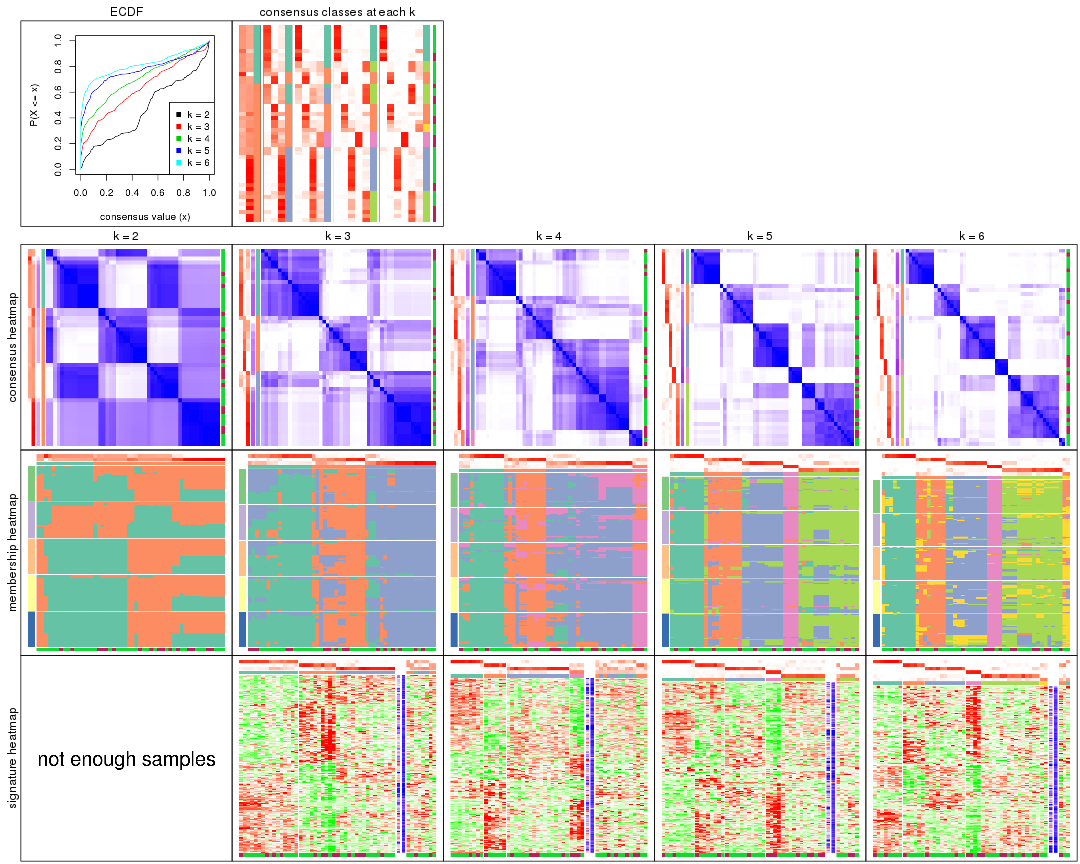 ECDF
consensus classes at each k
P(X <= x)
0.0 0.2 0.4 0.6 0.8 1.0
k = 2
k = 3
k = 4
k = 5
k = 6
0.0 0.2 0.4 0.6 0.8 1.0
consensus value (x)
k = 2 k = 3 k = 4 k = 5 k = 6
consensus heatmap
membership heatmap
signature heatmap
not enough samples